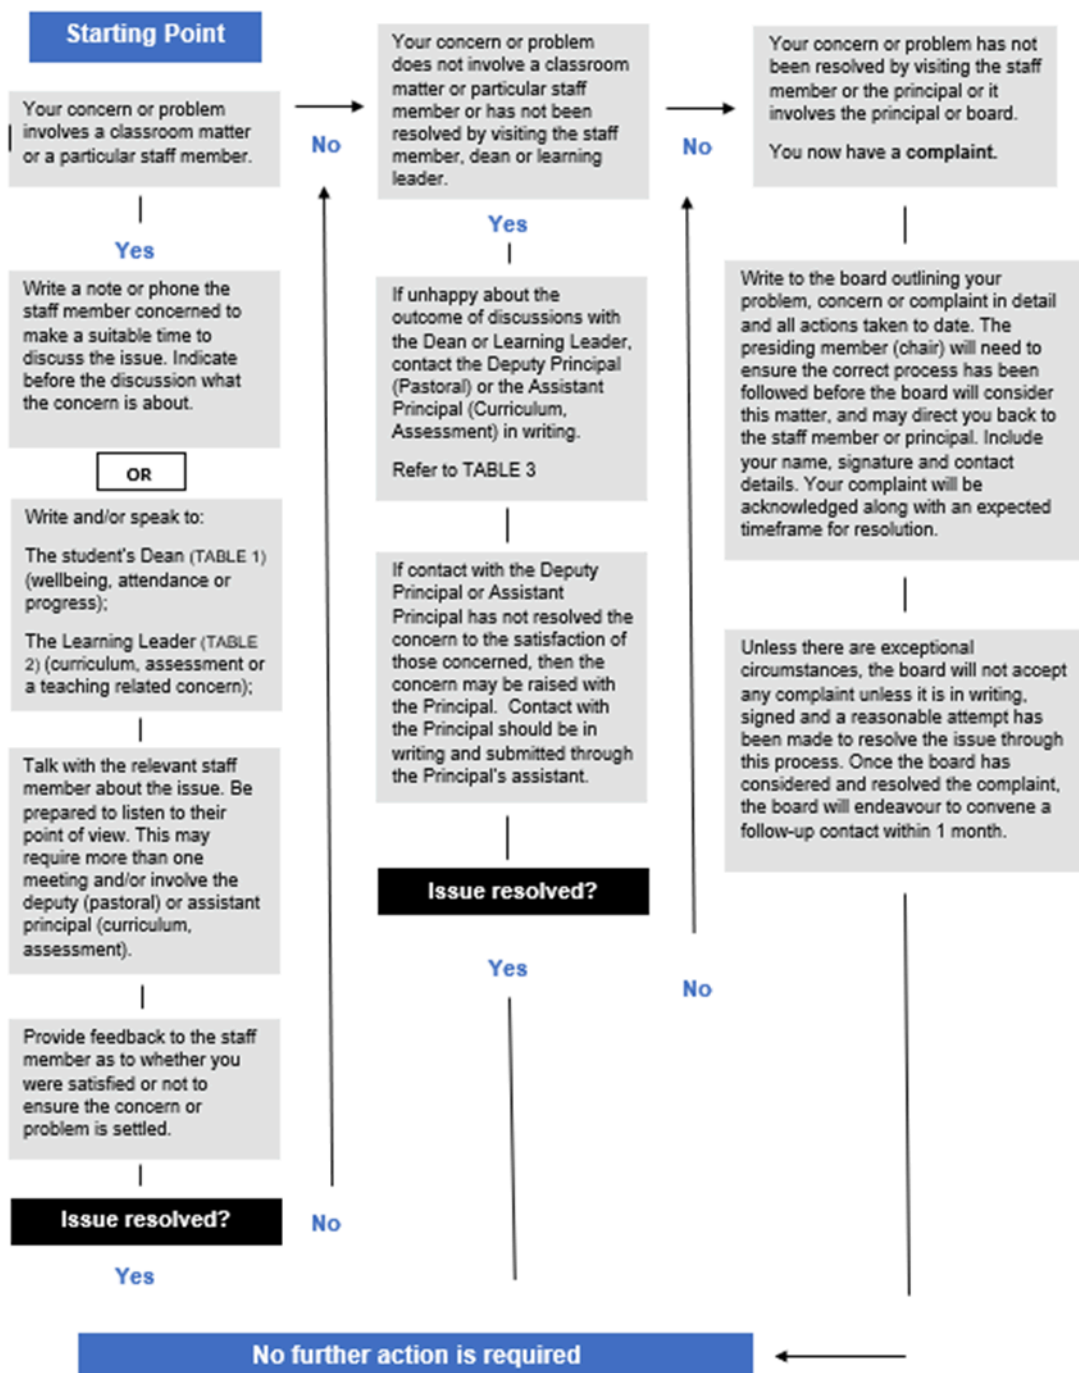 Starting Point
Your concern or problem
involves a classroom matter
or a particular staff member.
Yes
Write a note or phone the
staff member concerned to
make a suitable time to
discuss the issue. Indicate
before the discussion what
the concern is about.
OR
Write and/or speak to:
The student's Dean (TABLE 1)
(wellbeing, attendance or
progress);
The Learning Leader (TABLE
2) (curriculum, assessment or
a teaching related concern);
Talk with the relevant staff
member about the issue. Be
prepared to listen to their
point of view. This may
require more than one
meeting and/or involve the
deputy (pastoral) or assistant
principal (curriculum,
assessment).
Provide feedback to the staff
member as to whether you
were satisfied or not to
ensure the concern or
problem is settled.
Issue resolved?
Yes
No
No
Your concern or problem
does not involve a classroom
matter or particular staff
member or has not been
resolved by visiting the staff
member, dean or learning
leader.
Yes
If unhappy about the
outcome of discussions with
the Dean or Learning Leader,
contact the Deputy Principal
(Pastoral) or the Assistant
Principal (Curriculum,
Assessment) in writing.
Refer to TABLE 3
If contact with the Deputy
Principal or Assistant
Principal has not resolved the
concern to the satisfaction of
those concerned, then the
concern may be raised with
the Principal. Contact with
the Principal should be in
writing and submitted through
the Principal's assistant.
Issue resolved?
Yes
No
No
Your concern or problem has not
been resolved by visiting the staff
member or the principal or it
involves the principal or board.
You now have a complaint.
Write to the board outlining your
problem, concern or complaint in detail
and all actions taken to date. The
presiding member (chair) will need to
ensure the correct process has been
followed before the board will consider
this matter, and may direct you back to
the staff member or principal. Include
your name, signature and contact
details. Your complaint will be
acknowledged along with an expected
timeframe for resolution.
Unless there are exceptional
circumstances, the board will not accept
any complaint unless it is in writing,
signed and a reasonable attempt has
been made to resolve the issue through
this process. Once the board has
considered and resolved the complaint,
the board will endeavour to convene a
follow-up contact within 1 month.
No further action is required